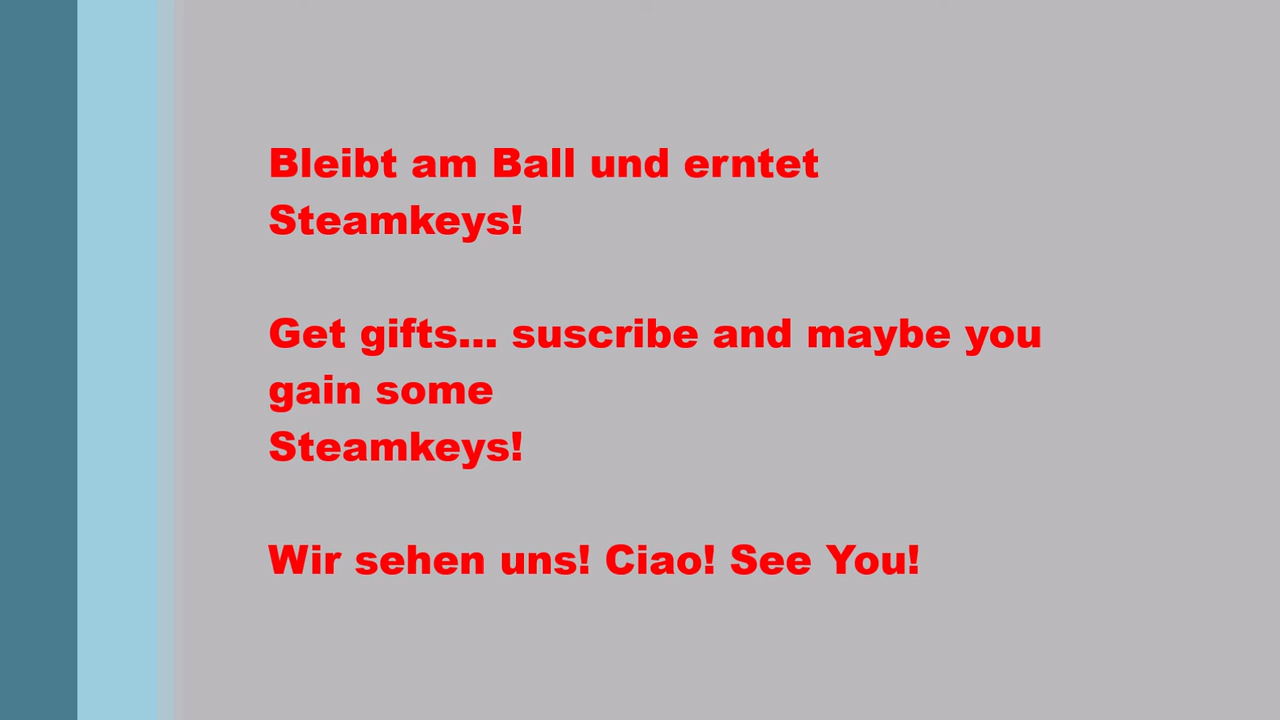 Bleibt am Ball und erntet
Steamkeys!
Get gifts... suscribe and maybe you
gain some
Steamkeys!
Wir sehen uns! Ciao! See You!